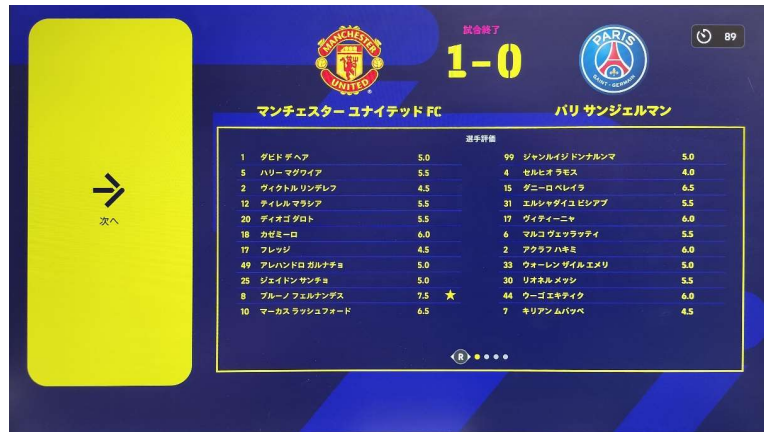 MANCHESTER
UNITED
試合終了
1-0
PARIS
SAINT-GERMAIN
89
マンチェスター ユナイテッド FC
パリ サンジェルマン
選手評価
1 ダビド デ ヘア 5.0
99 ジャンルイジ ドンナルンマ 5.0
5 ハリー マグワイア 5.5
4 セルヒオ ラモス 4.0
2 ヴィクトル リンデレフ 4.5
15 ダニーロ ペレイラ 6.5
12 ティレル マラシア 5.5
31 エルシャダイユ ビシアブ 5.5
20 ディオゴ ダロト 5.5
17 ヴィティーニャ 6.0
18 カゼミーロ 6.0
6 マルコ ヴェッラッティ 5.5
17 フレッジ 4.5
2 アクラフ ハキミ 6.0
49 アレハンドロ ガルナチョ 5.0
33 ウォーレン ザイル エメリ 5.0
25 ジェイドン サンチョ 5.0
30 リオネル メッシ 5.5
8 ブルーノ フェルナンデス 7.5 ★
44 ウーゴ エキティク 6.0
10 マーカス ラッシュフォード 6.5
7 キリアン ムバッペ 4.5
次へ
R